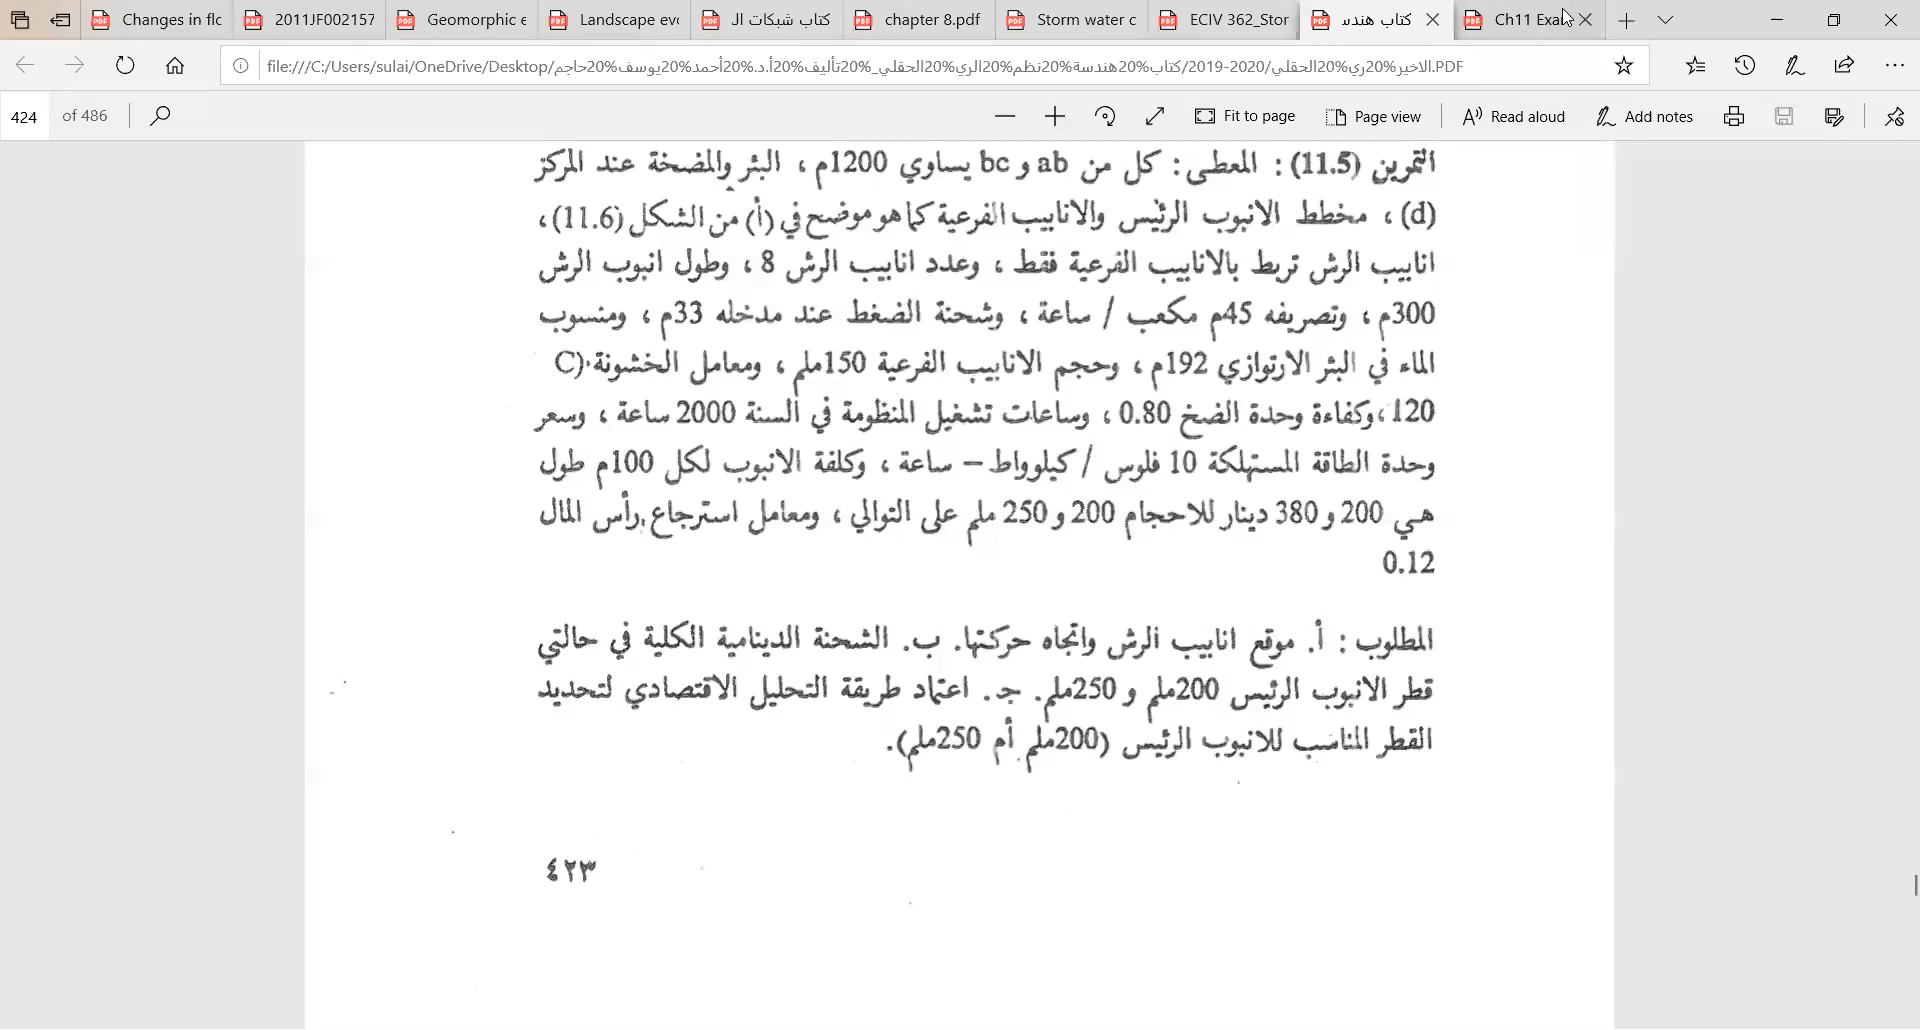 Changes in flc
2011JF002157
Geomorphic e
Landscape evo
كتاب شبكات ال
chapter 8.pdf
Storm water c
ECIV 362_Stor
كتاب هندس
Ch11 Exa
file:///C:/Users/sulai/OneDrive/Desktop/الاخير%20ري%20الحقلي/2019-2020/كتاب%20هندسة%20نظم%20الري%20الحقلي_%20تأليف%20أ.د.%20أحمد%20يوسف%20حاجم.PDF
424 of 486
Fit to page
Page view
Read aloud
Add notes
التمرين (11.5) : المعطى : كل من ab و bc يساوي 1200م ، البئر والمضخة عند المركز
(d) ، مخطط الانبوب الرئيس والانابيب الفرعية كما هو موضح في (أ) من الشكل (11.6) ،
انابيب الرش تربط بالانابيب الفرعية فقط ، وعدد انابيب الرش 8 ، وطول انبوب الرش
300م ، وتصريفه 45م مكعب / ساعة ، وشحنة الضغط عند مدخله 33م ، ومنسوب
الماء في البئر الارتوازي 192م ، وحجم الانابيب الفرعية 150ملم ، ومعامل الخشونة (C
120 ، وكفاءة وحدة الضخ 0.80 ، وساعات تشغيل المنظومة في السنة 2000 ساعة ، وسعر
وحدة الطاقة المستهلكة 10 فلوس / كيلوواط – ساعة ، وكلفة الانبوب لكل 100م طول
هي 200 و 380 دينار للاحجام 200 و 250 ملم على التوالي ، ومعامل استرجاع رأس المال
0.12
المطلوب : أ. موقع انابيب الرش واتجاه حركتها. ب. الشحنة الدينامية الكلية في حالتي
قطر الانبوب الرئيس 200ملم و 250ملم. جـ. اعتماد طريقة التحليل الاقتصادي لتحديد
القطر المناسب للانبوب الرئيس (200ملم أم 250ملم).
٤٢٣